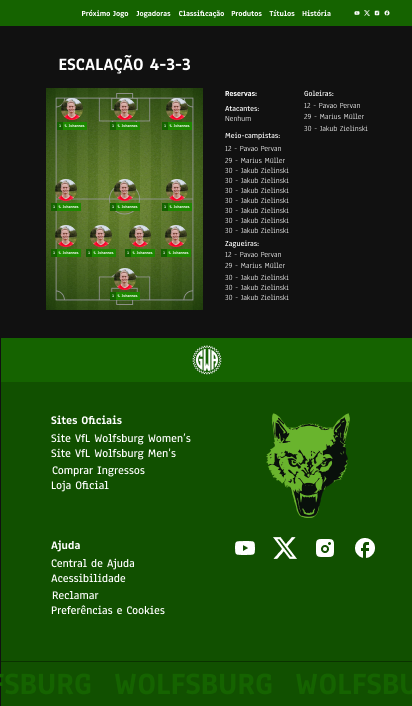 Próximo Jogo Jogadoras Classificação Produtos Títulos História
ESCALAÇÃO 4-3-3
1 S. Johannes
1 S. Johannes
1 S. Johannes
1 S. Johannes
1 S. Johannes
1 S. Johannes
1 S. Johannes
1 S. Johannes
1 S. Johannes
1 S. Johannes
1 S. Johannes
Reservas:
Atacantes:
Nenhum
Meio-campistas:
12 - Pavao Pervan
29 - Marius Müller
30 - Jakub Zielinski
30 - Jakub Zielinski
30 - Jakub Zielinski
30 - Jakub Zielinski
30 - Jakub Zielinski
30 - Jakub Zielinski
30 - Jakub Zielinski
Zagueiras:
12 - Pavao Pervan
29 - Marius Müller
30 - Jakub Zielinski
30 - Jakub Zielinski
30 - Jakub Zielinski
Goleiras:
12 - Pavao Pervan
29 - Marius Müller
30 - Jakub Zielinski
GWA
Sites Oficiais
Site VfL Wolfsburg Women's
Site VfL Wolfsburg Men's
Comprar Ingressos
Loja Oficial
Ajuda
Central de Ajuda
Acessibilidade
Reclamar
Preferências e Cookies
FSBURG WOLFSBURG WOLFSBU